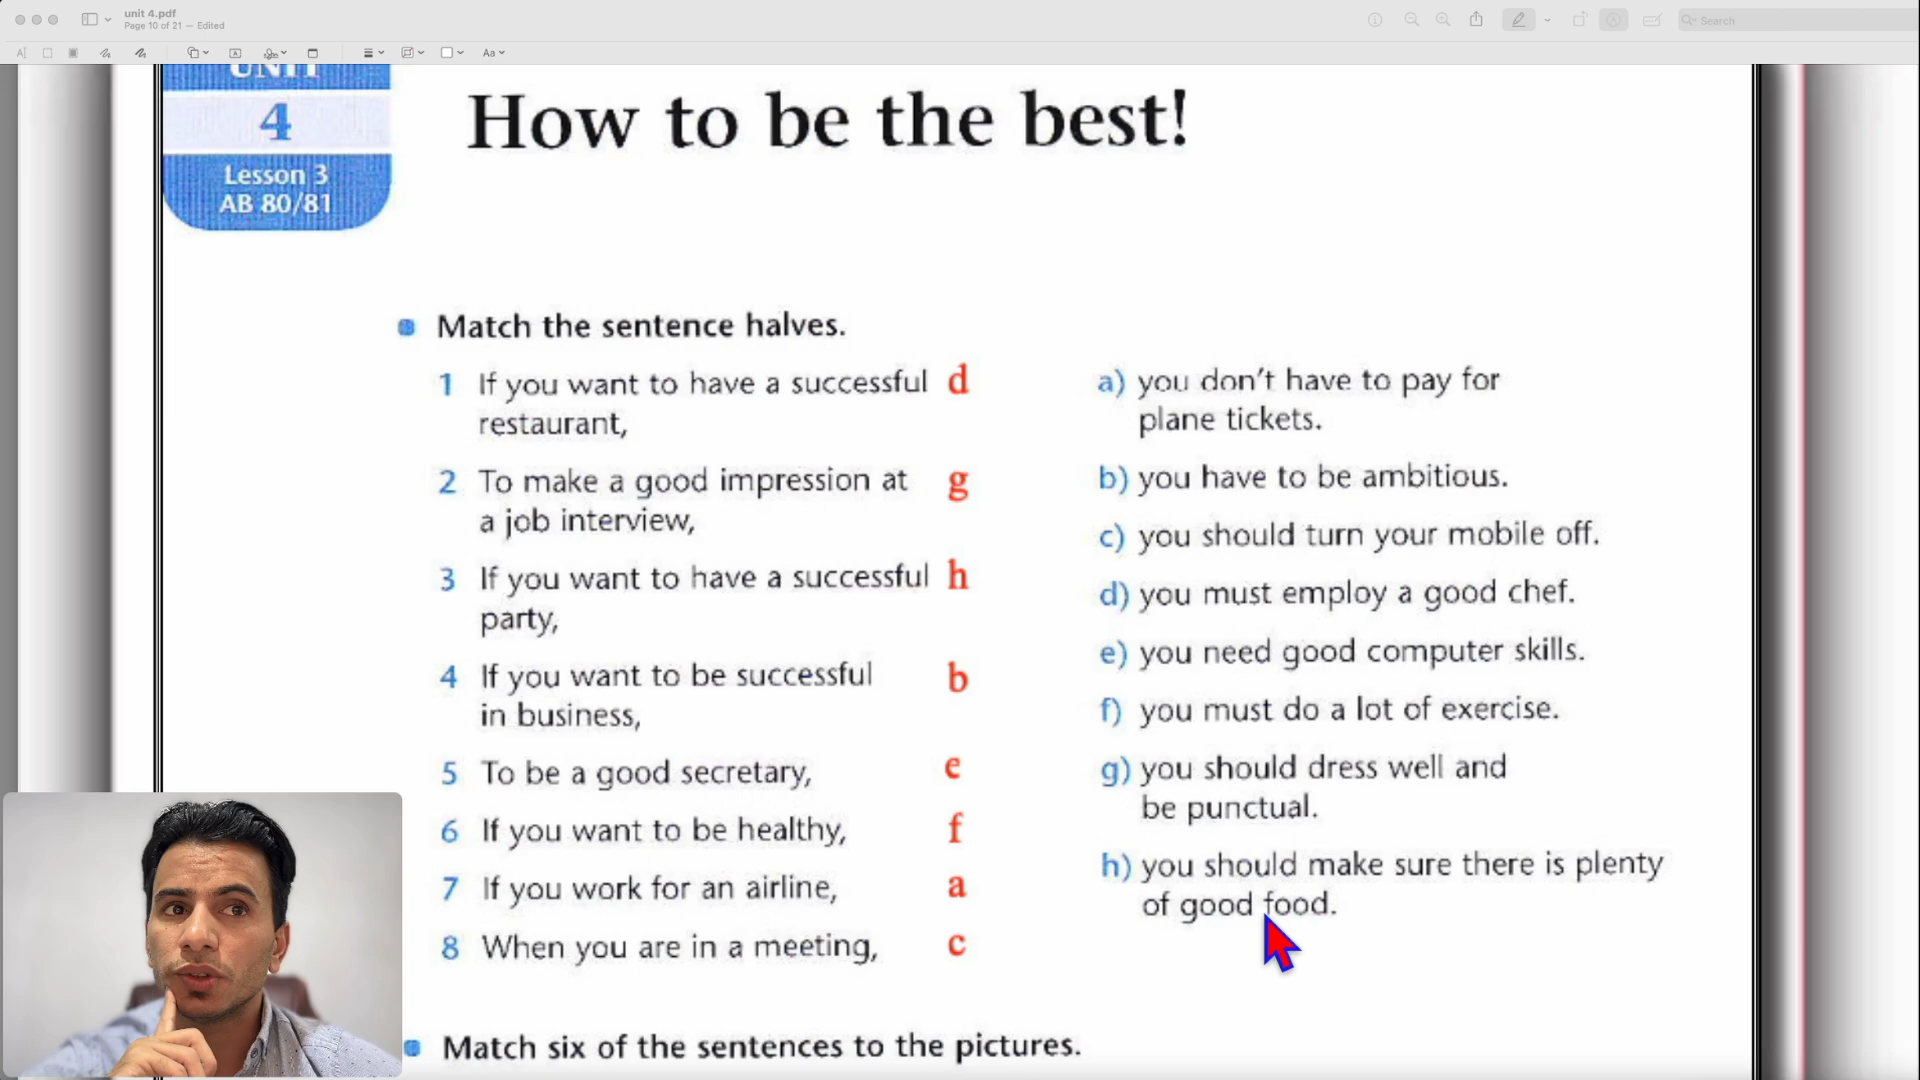 unit 4.pdf
Page 10 of 21 — Edited
Search
Aa
UNIT
4
Lesson 3
AB 80/81
How to be the best!
Match the sentence halves.
1 If you want to have a successful d
restaurant,
2 To make a good impression at g
a job interview,
3 If you want to have a successful h
party,
4 If you want to be successful b
in business,
5 To be a good secretary, e
6 If you want to be healthy, f
7 If you work for an airline, a
8 When you are in a meeting, c
a) you don't have to pay for
plane tickets.
b) you have to be ambitious.
c) you should turn your mobile off.
d) you must employ a good chef.
e) you need good computer skills.
f) you must do a lot of exercise.
g) you should dress well and
be punctual.
h) you should make sure there is plenty
of good food.
Match six of the sentences to the pictures.